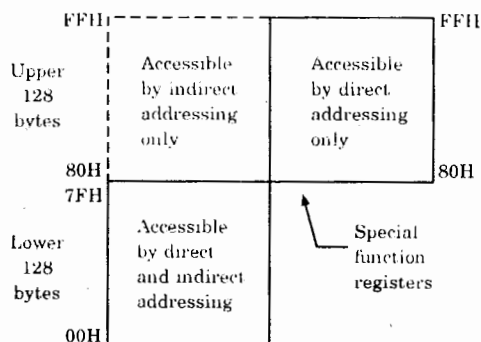 FFH
FFH
Upper
128
bytes
Accessible
by indirect
addressing
only
Accessible
by direct
addressing
only
80H
80H
7FH
Lower
128
bytes
Accessible
by direct
and indirect
addressing
Special
function
registers
00H